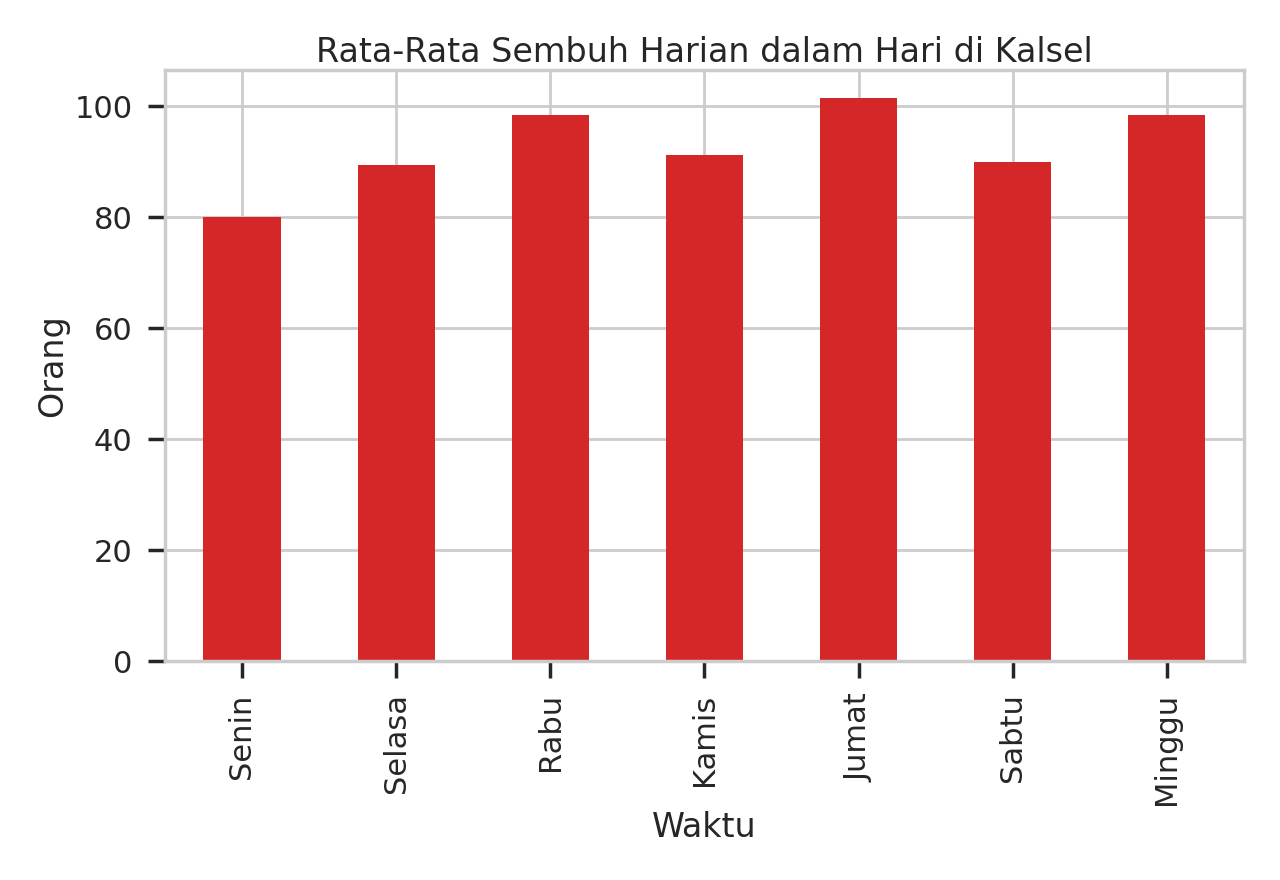 Rata-Rata Sembuh Harian dalam Hari di Kalsel
100
80
60
40
20
0
Orang
Senin
Selasa
Rabu
Kamis
Jumat
Sabtu
Minggu
Waktu